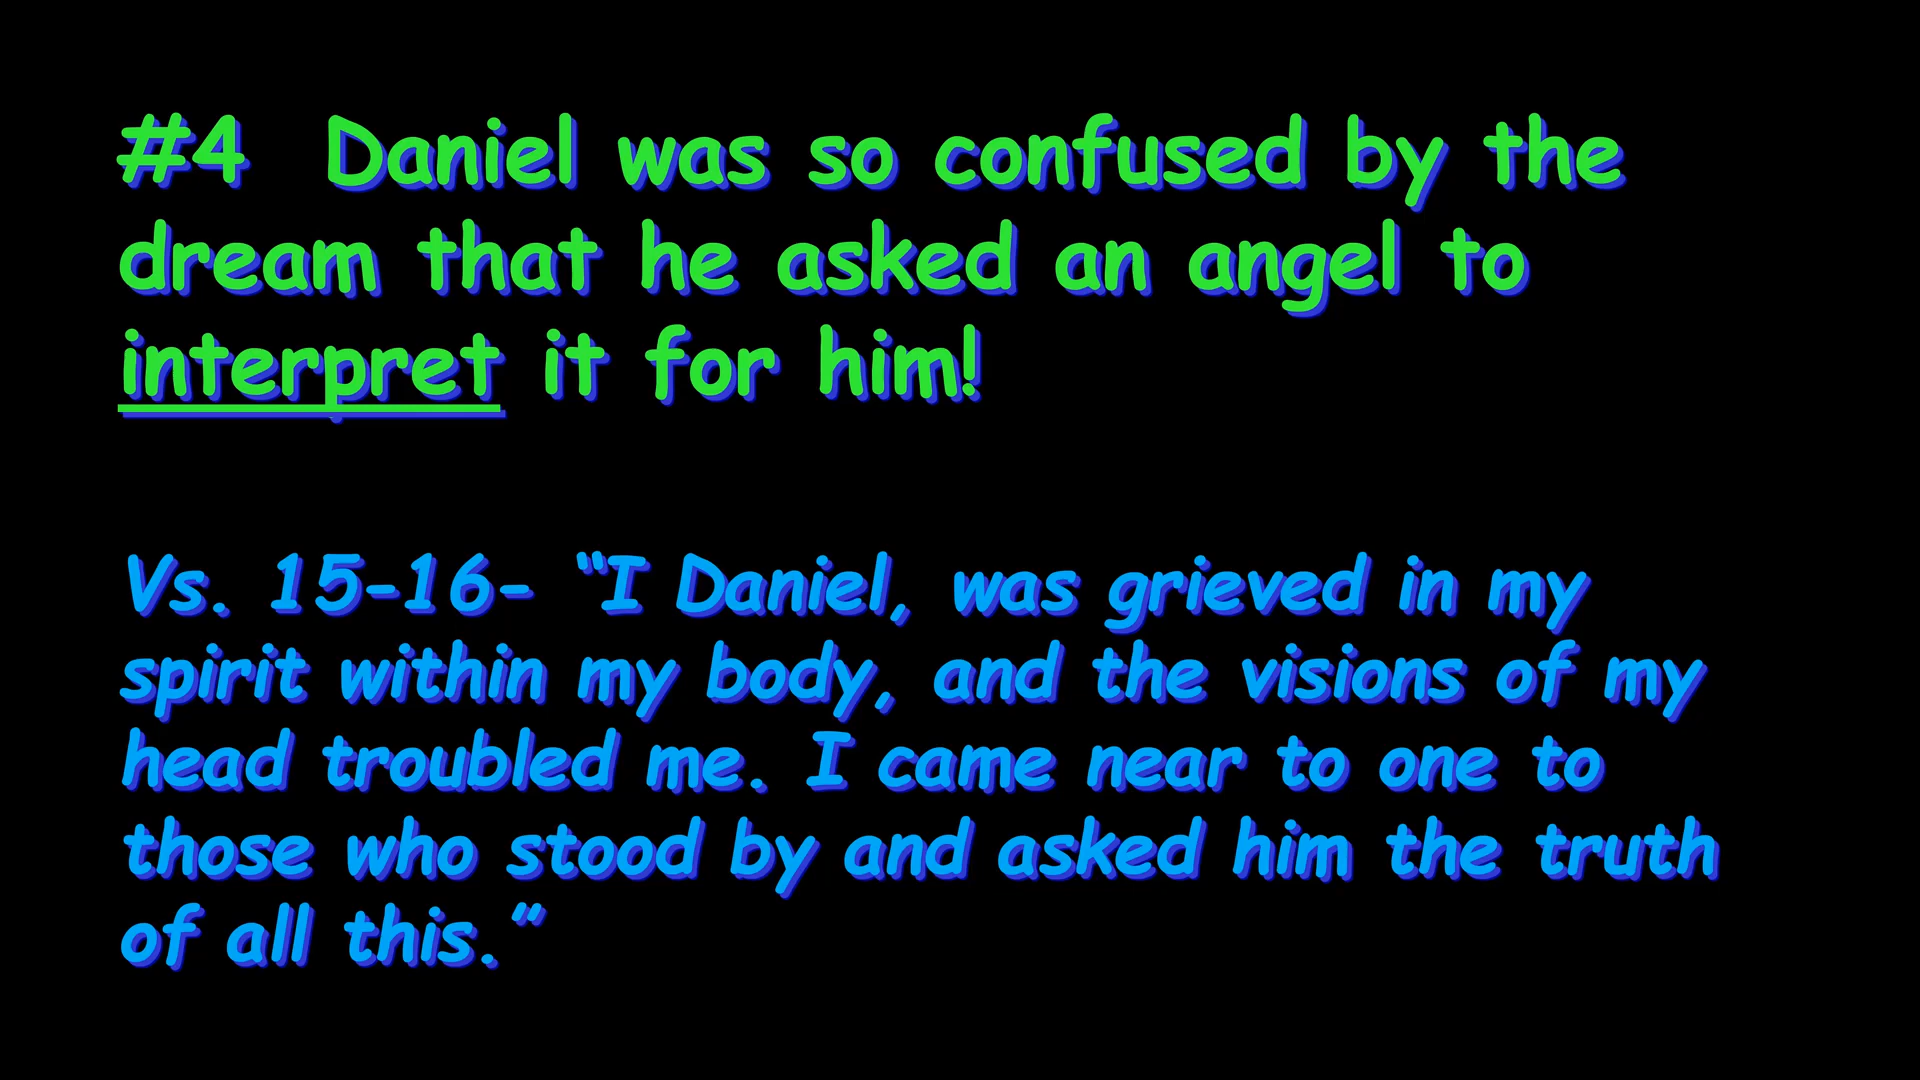 #4  Daniel was so confused by the
dream that he asked an angel to
interpret it for him!
Vs. 15-16- “I Daniel, was grieved in my
spirit within my body, and the visions of my
head troubled me. I came near to one to
those who stood by and asked him the truth
of all this.”